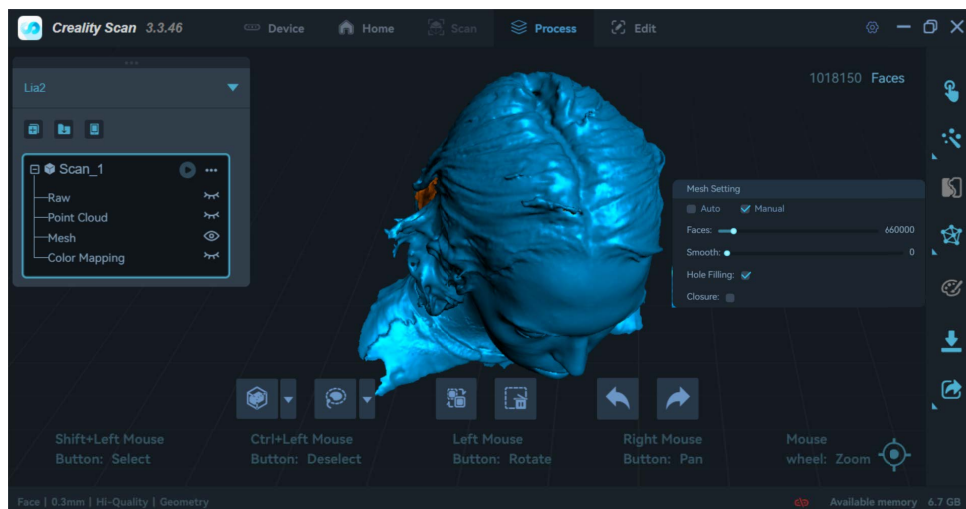 Creality Scan 3.3.46
Device
Home
Scan
Process
Edit
Lia2
1018150 Faces
Scan_1
Raw
Point Cloud
Mesh
Color Mapping
Mesh Setting
Auto
Manual
Faces: 660000
Smooth: 0
Hole Filling:
Closure:
Shift+Left Mouse
Button: Select
Ctrl+Left Mouse
Button: Deselect
Left Mouse
Button: Rotate
Right Mouse
Button: Pan
Mouse
wheel: Zoom
Face | 0.3mm | Hi-Quality | Geometry
Available memory 6.7 GB